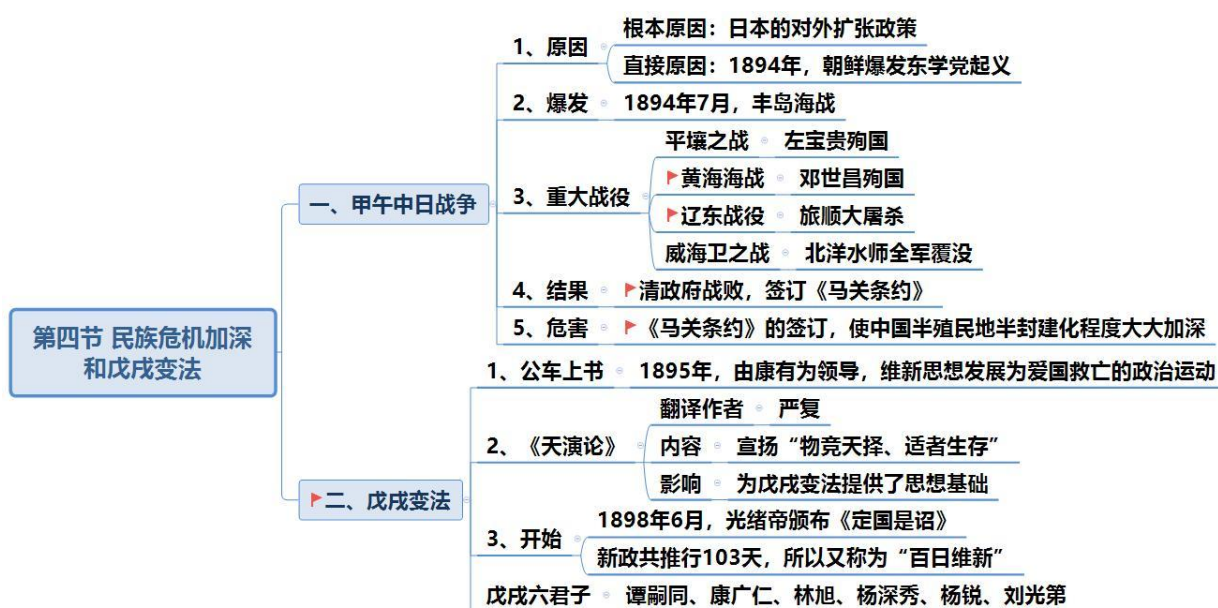 第四节 民族危机加深
和戊戌变法
一、甲午中日战争
1、原因
根本原因：日本的对外扩张政策
直接原因：1894年，朝鲜爆发东学党起义
2、爆发
1894年7月，丰岛海战
3、重大战役
平壤之战
左宝贵殉国
黄海海战
邓世昌殉国
辽东战役
旅顺大屠杀
威海卫之战
北洋水师全军覆没
4、结果
清政府战败，签订《马关条约》
5、危害
《马关条约》的签订，使中国半殖民地半封建化程度大大加深
二、戊戌变法
1、公车上书
1895年，由康有为领导，维新思想发展为爱国救亡的政治运动
2、《天演论》
翻译作者
严复
内容
宣扬“物竞天择、适者生存”
影响
为戊戌变法提供了思想基础
3、开始
1898年6月，光绪帝颁布《定国是诏》
新政共推行103天，所以又称为“百日维新”
戊戌六君子
谭嗣同、康广仁、林旭、杨深秀、杨锐、刘光第